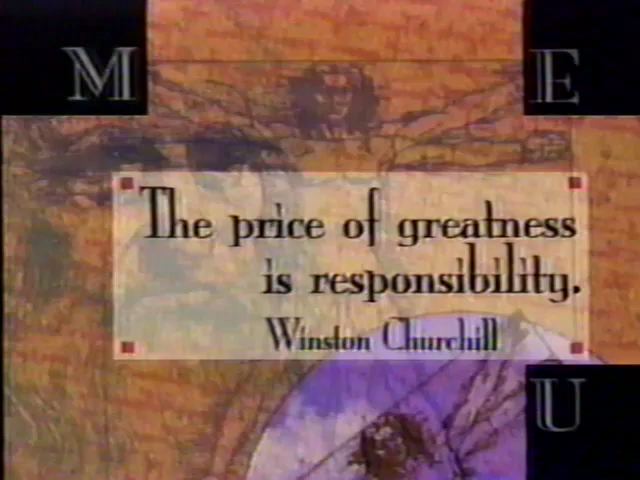 M E
The price of greatness
is responsibility.
Winston Churchill
U